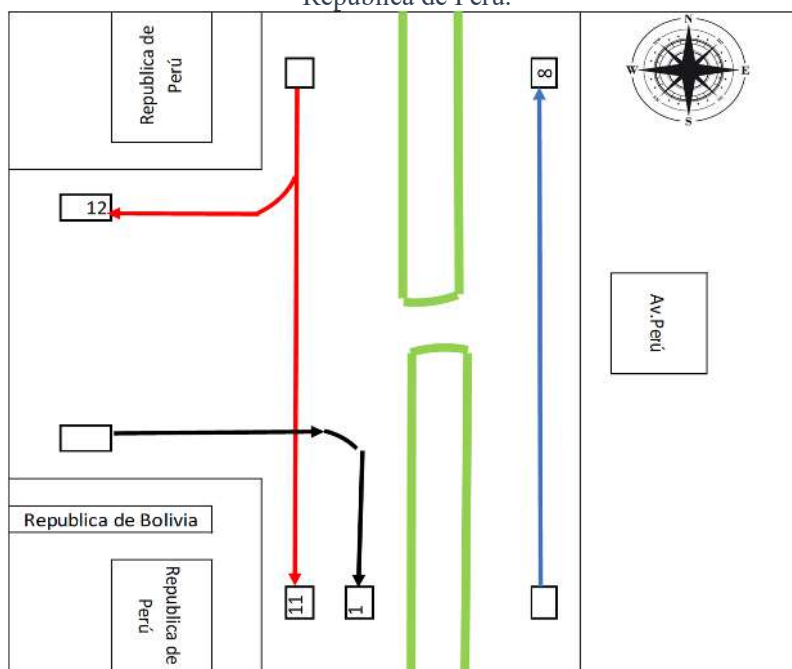 Republica de Perú.
Republica de
Perú
8
N
W
E
S
12
Av.Perú
Republica de Bolivia
11
1
Republica de
Perú